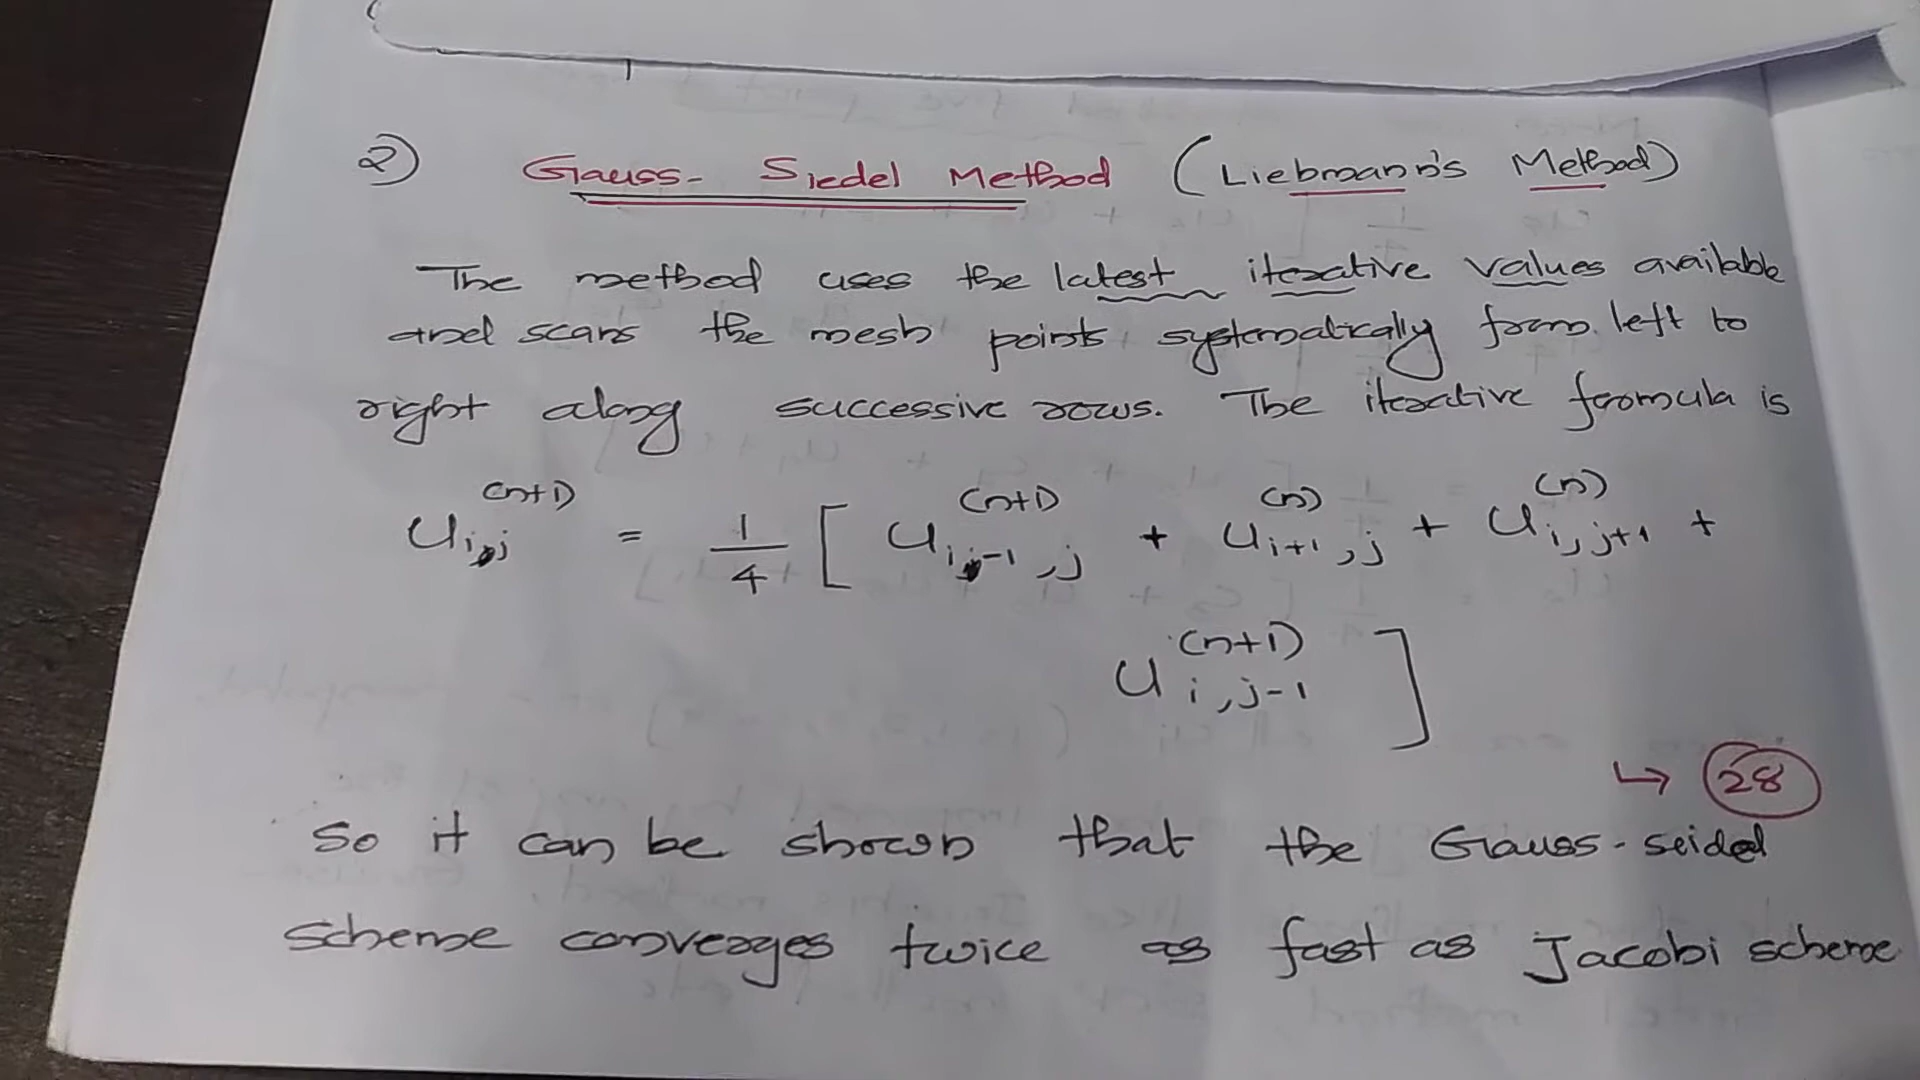 2) Gauss- Siedel Method (Liebmann's Method)
The method uses the latest iterative values available
and scans the mesh points systematically from left to
right along successive rows. The iterative formula is
u_{i,j}^{(n+1)} = 1/4 [ u_{i-1,j}^{(n+1)} + u_{i+1,j}^{(n)} + u_{i,j+1}^{(n)} +
u_{i,j-1}^{(n+1)} ]
↳ 28
So it can be shown that the Gauss-seidel
scheme converges twice as fast as Jacobi scheme